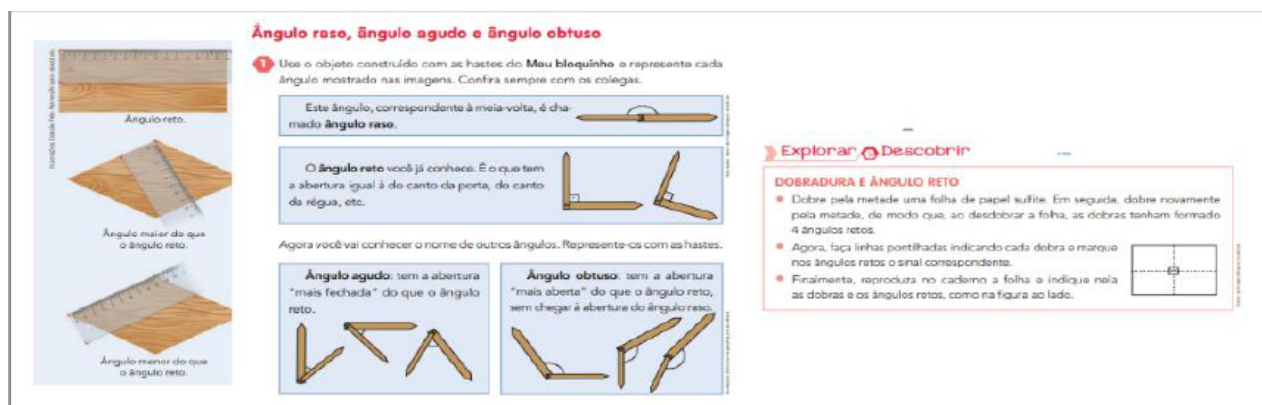 Ângulo reto.
Ângulo maior do que
o ângulo reto.
Ângulo menor do que
o ângulo reto.
Ângulo raso, ângulo agudo e ângulo obtuso
1 Use o objeto construído com as hastes do Meu bloquinho e represente cada
ângulo mostrado nas imagens. Confira sempre com os colegas.
Este ângulo, correspondente à meia-volta, é cha-
mado ângulo raso.
O ângulo reto você já conhece. É o que tem
a abertura igual à do canto da porta, do canto
da régua, etc.
Agora você vai conhecer o nome de outros ângulos. Represente-os com as hastes.
Ângulo agudo: tem a abertura
"mais fechada" do que o ângulo
reto.
Ângulo obtuso: tem a abertura
"mais aberta" do que o ângulo reto,
sem chegar à abertura do ângulo raso.
Explorar e Descobrir
DOBRADURA E ÂNGULO RETO
● Dobre pela metade uma folha de papel sulfite. Em seguida, dobre novamente
pela metade, de modo que, ao desdobrar a folha, as dobras tenham formado
4 ângulos retos.
● Agora, faça linhas pontilhadas indicando cada dobra e marque
nos ângulos retos o sinal correspondente.
● Finalmente, reproduza no caderno a folha e indique nela
as dobras e os ângulos retos, como na figura ao lado.